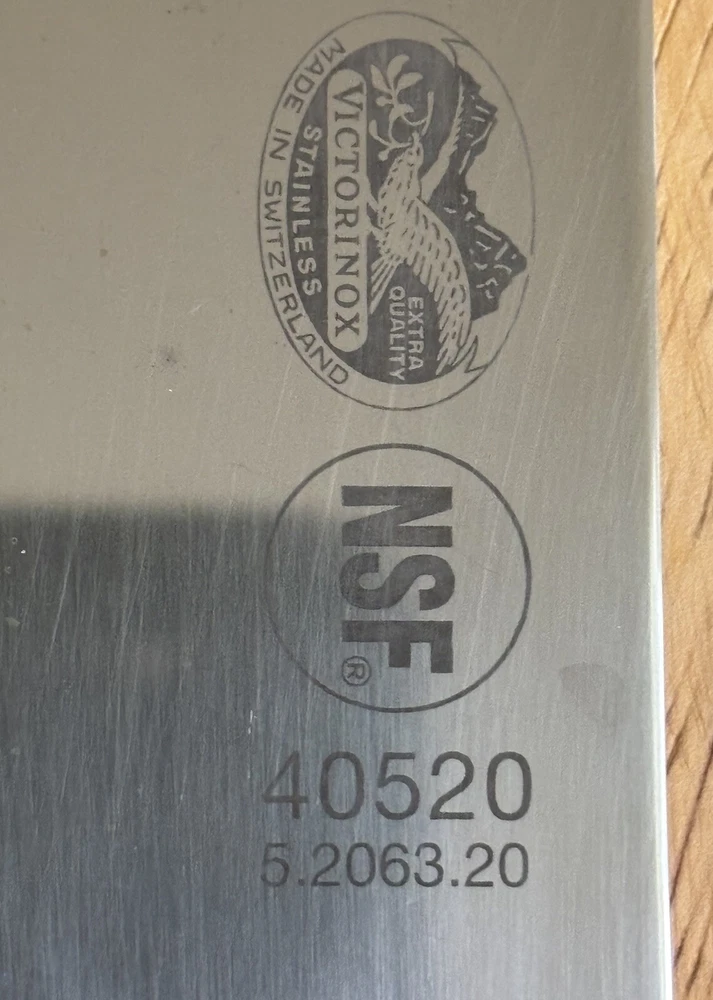 MADE IN SWITZERLAND
STAINLESS
VICTORINOX
EXTRA
QUALITY
NSF®
40520
5.2063.20